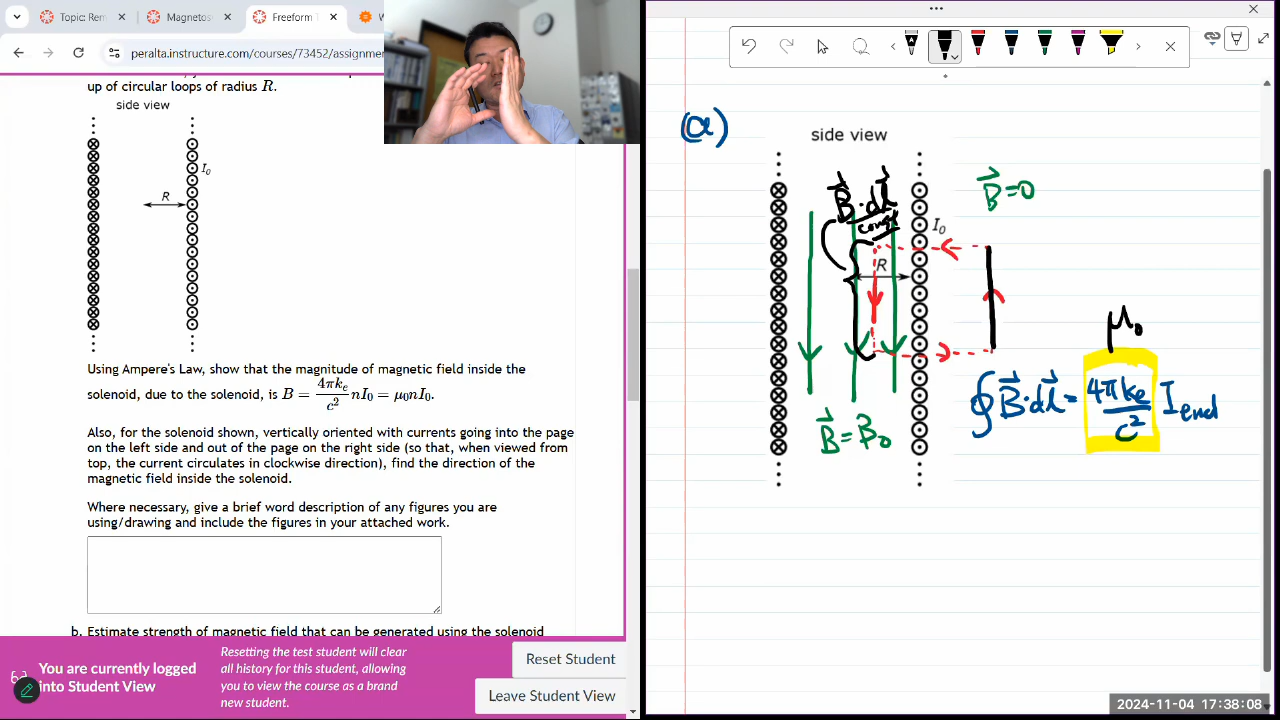 Topic: Rem
Magnetos
Freeform T
peralta.instructure.com/courses/73452/assignme
up of circular loops of radius R.
side view
I₀
R
Using Ampere's Law, show that the magnitude of magnetic field inside the
solenoid, due to the solenoid, is B = 4πkₑ/c² nI₀ = μ₀nI₀.
Also, for the solenoid shown, vertically oriented with currents going into the page
on the left side and out of the page on the right side (so that, when viewed from
top, the current circulates in clockwise direction), find the direction of the
magnetic field inside the solenoid.
Where necessary, give a brief word description of any figures you are
using/drawing and include the figures in your attached work.
b. Estimate strength of magnetic field that can be generated using the solenoid
You are currently logged
into Student View
Resetting the test student will clear
all history for this student, allowing
you to view the course as a brand
new student.
Reset Student
Leave Student View
(a)
side view
B⃗·dl⃗
const
B⃗=0
I₀
R
μ₀
∮B⃗·dl⃗ = 4πkₑ/c² Iencl
B⃗=B₀
2024-11-04 17:38:08